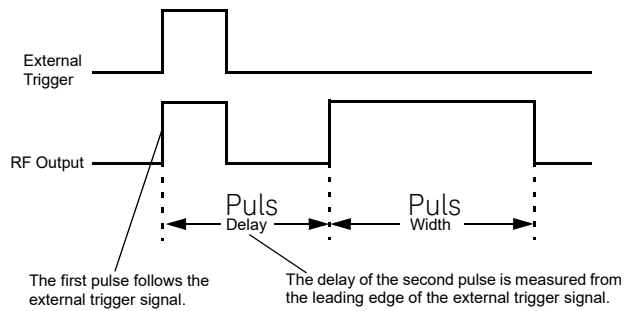 External
Trigger
RF Output
Puls
Delay
Puls
Width
The first pulse follows the
external trigger signal.
The delay of the second pulse is measured from
the leading edge of the external trigger signal.